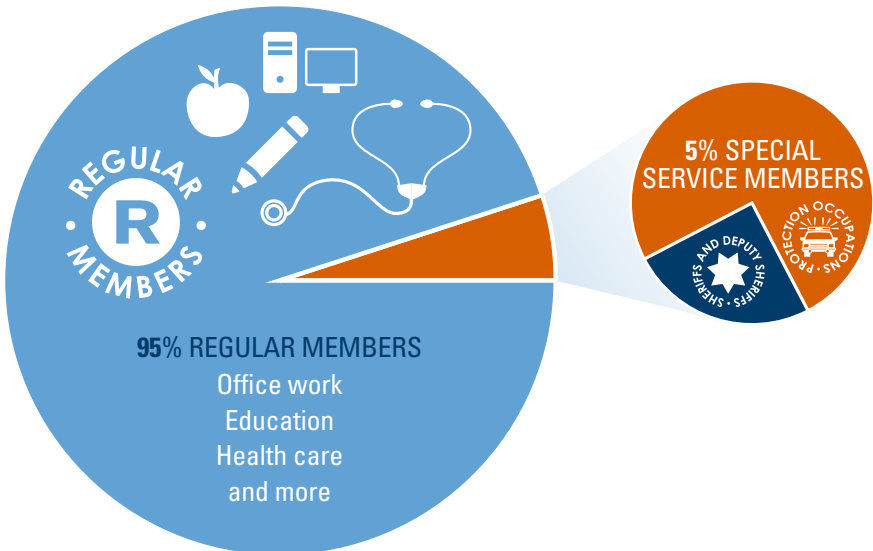 REGULAR
R
MEMBERS
95% REGULAR MEMBERS
Office work
Education
Health care
and more
5% SPECIAL
SERVICE MEMBERS
PROTECTION OCCUPATIONS •
SHERIFFS AND DEPUTY SHERIFFS •